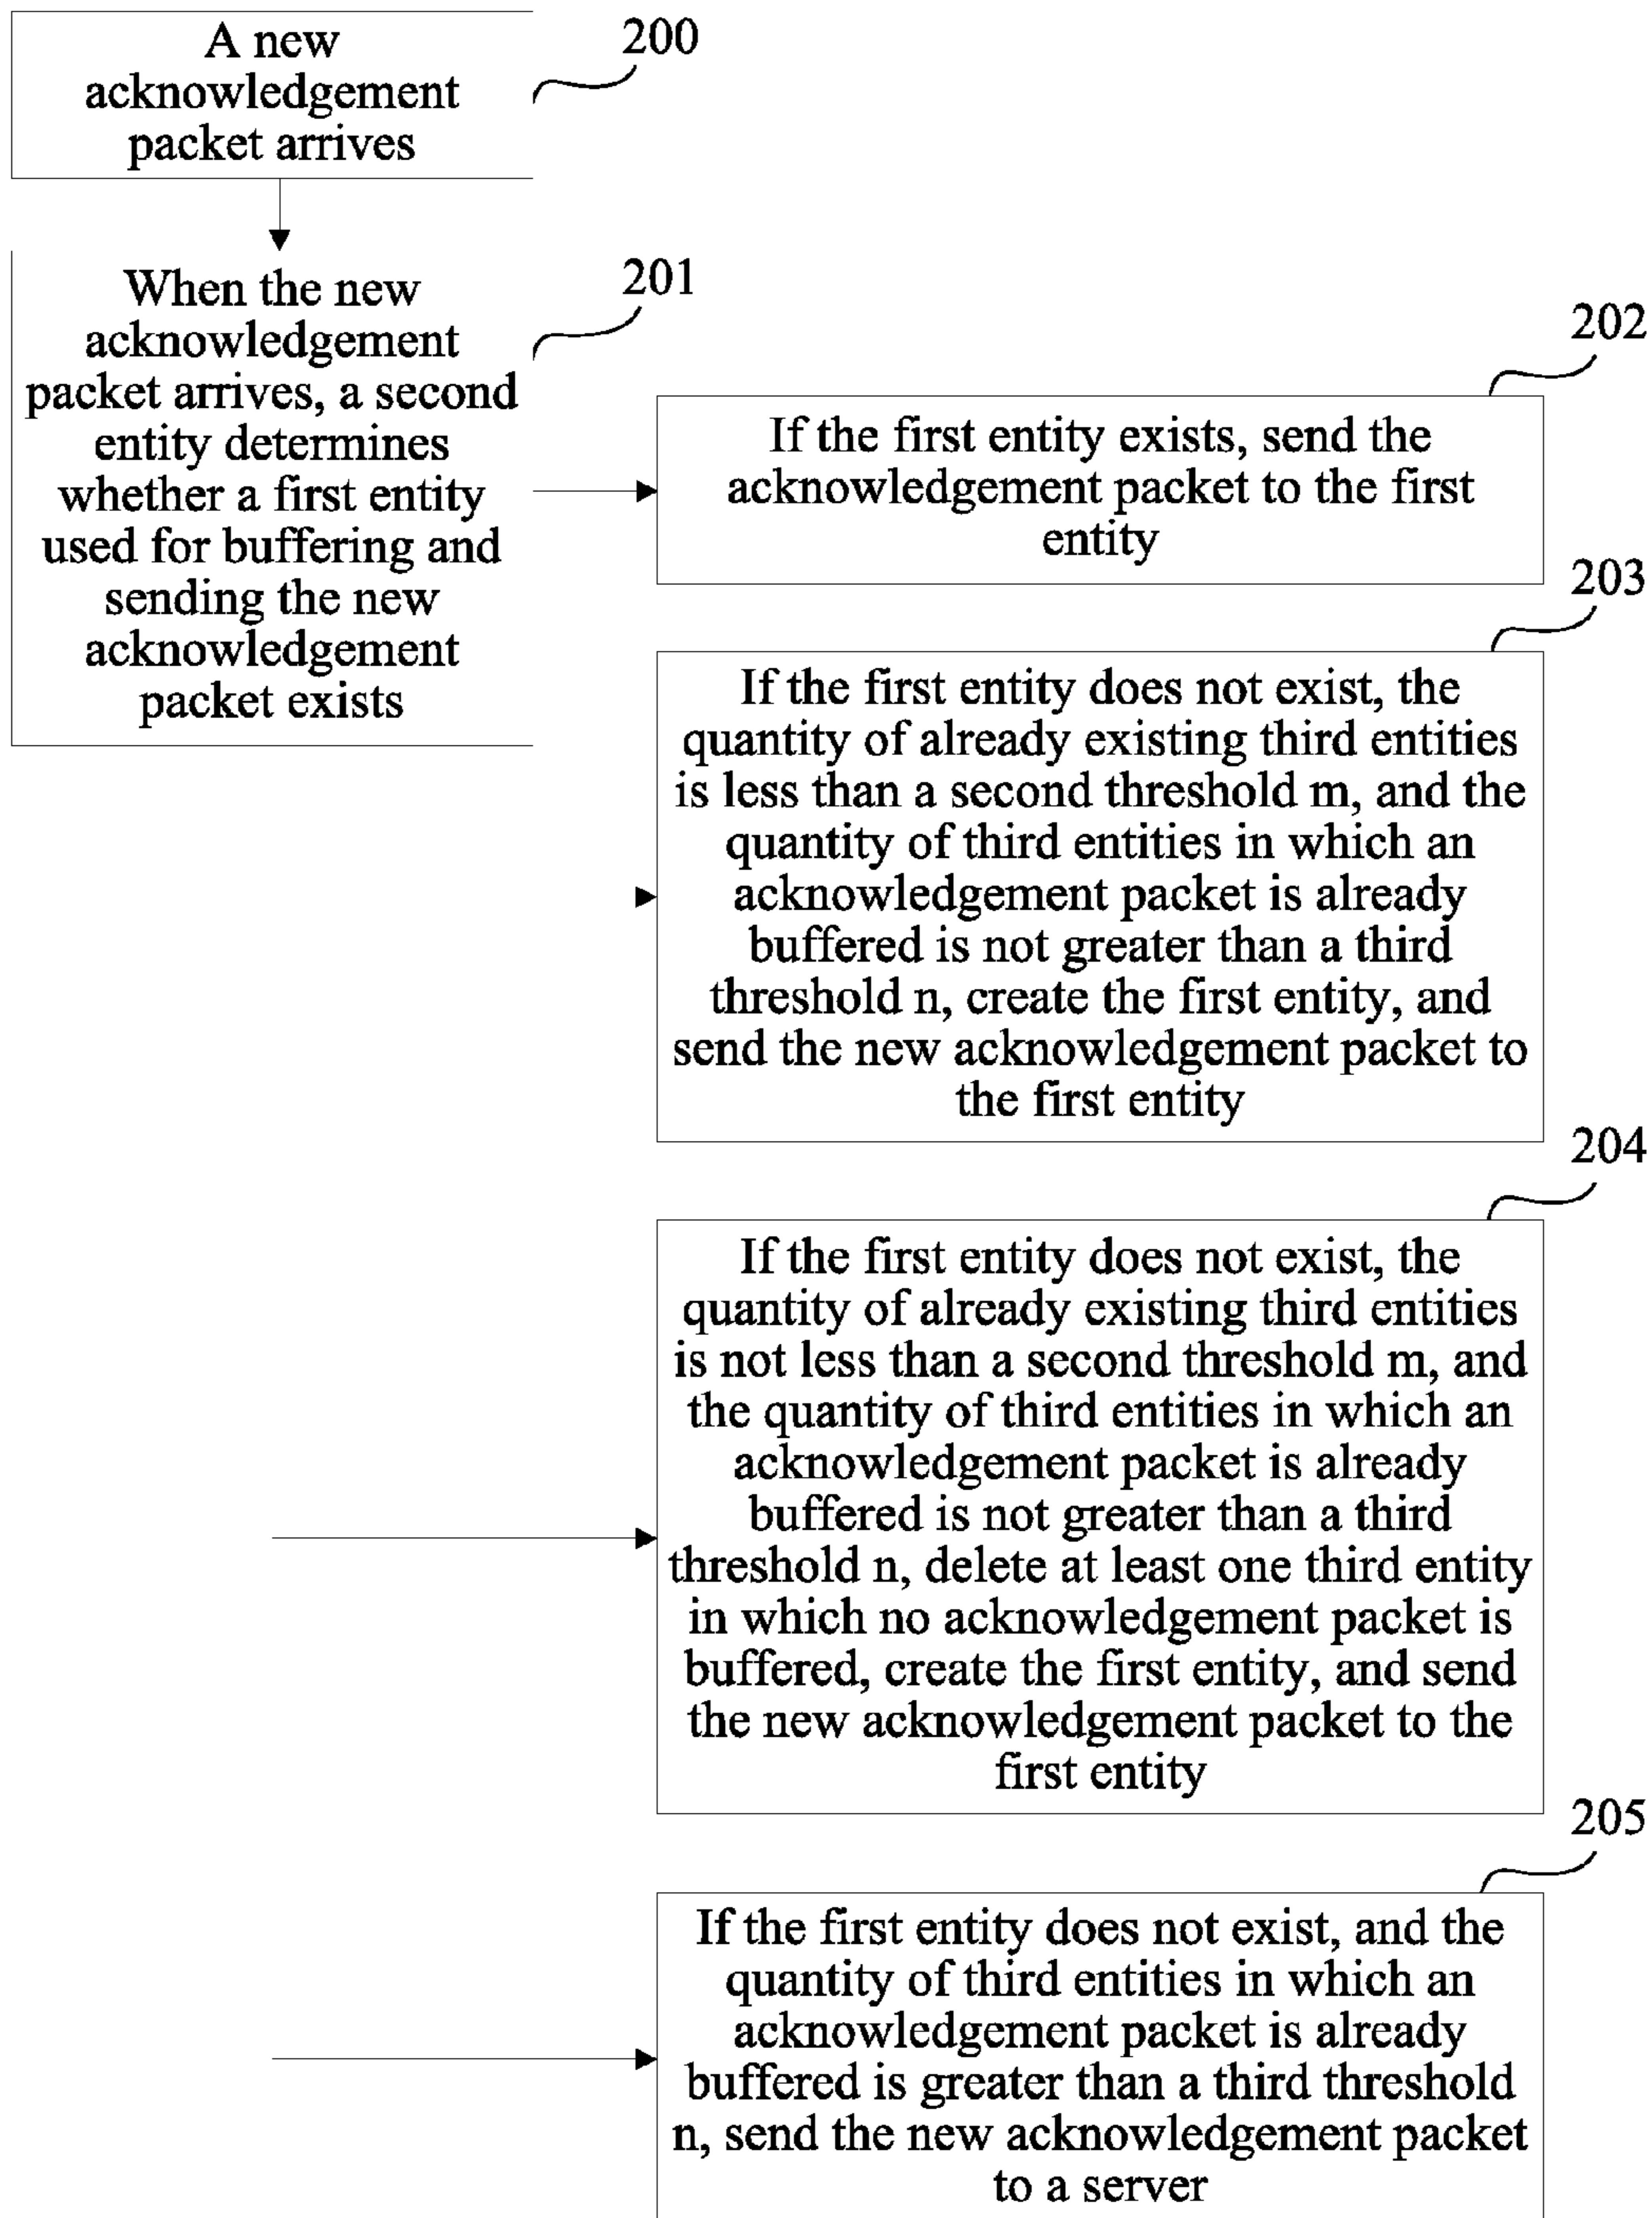 A new
acknowledgement
packet arrives
200
When the new
acknowledgement
packet arrives, a second
entity determines
whether a first entity
used for buffering and
sending the new
acknowledgement
packet exists
201
202
If the first entity exists, send the
acknowledgement packet to the first
entity
203
If the first entity does not exist, the
quantity of already existing third entities
is less than a second threshold m, and the
quantity of third entities in which an
acknowledgement packet is already
buffered is not greater than a third
threshold n, create the first entity, and
send the new acknowledgement packet to
the first entity
204
If the first entity does not exist, the
quantity of already existing third entities
is not less than a second threshold m, and
the quantity of third entities in which an
acknowledgement packet is already
buffered is not greater than a third
threshold n, delete at least one third entity
in which no acknowledgement packet is
buffered, create the first entity, and send
the new acknowledgement packet to the
first entity
205
If the first entity does not exist, and the
quantity of third entities in which an
acknowledgement packet is already
buffered is greater than a third threshold
n, send the new acknowledgement packet
to a server